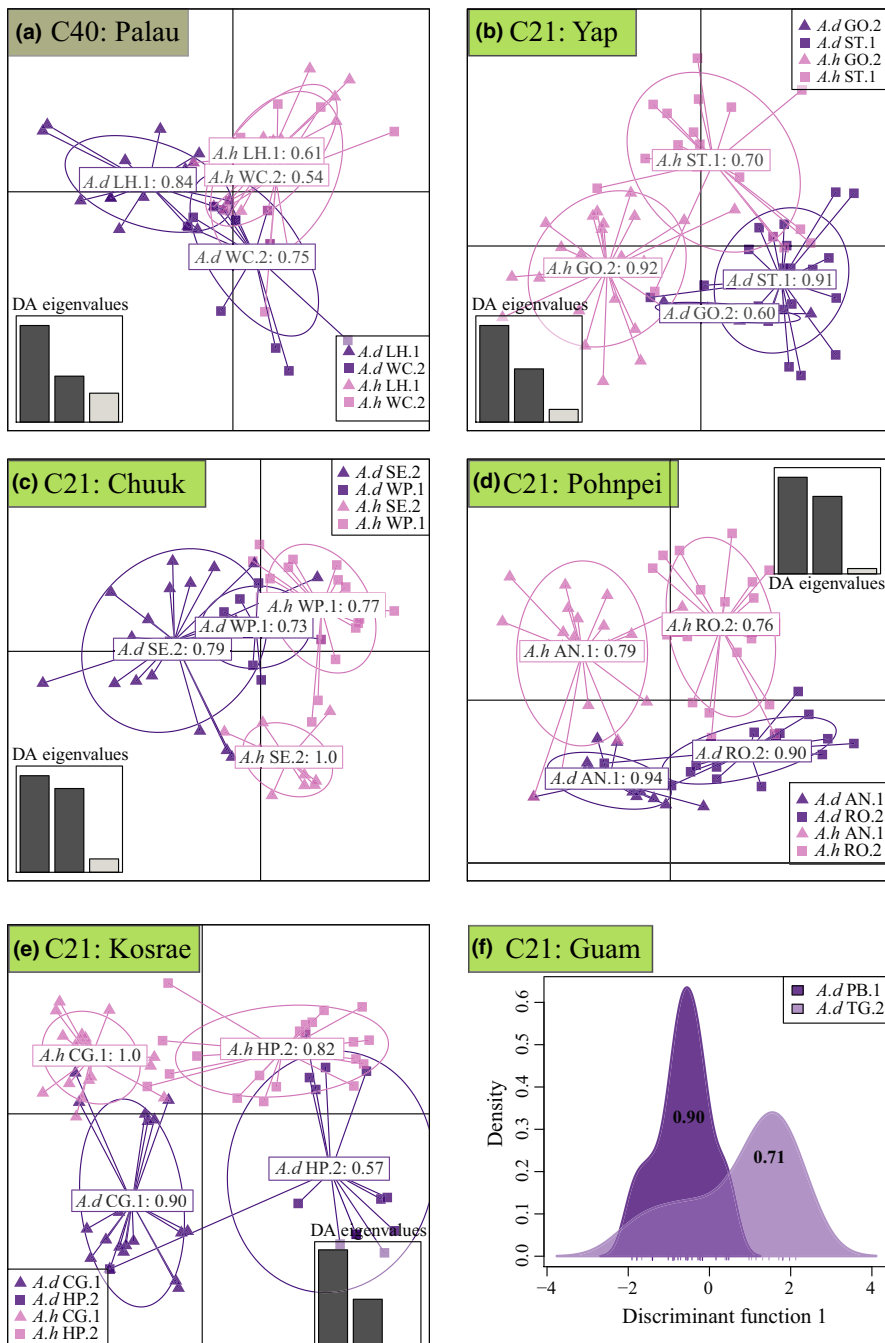 (a) C40: Palau
A.h LH.1: 0.61
A.h WC.2: 0.54
A.d LH.1: 0.84
A.d WC.2: 0.75
DA eigenvalues
A.d LH.1
A.d WC.2
A.h LH.1
A.h WC.2
(b) C21: Yap
A.d GO.2
A.d ST.1
A.h GO.2
A.h ST.1
A.h ST.1: 0.70
A.h GO.2: 0.92
A.d ST.1: 0.91
A.d GO.2: 0.60
DA eigenvalues
(c) C21: Chuuk
A.d SE.2
A.d WP.1
A.h SE.2
A.h WP.1
A.h WP.1: 0.77
A.d WP.1: 0.73
A.d SE.2: 0.79
A.h SE.2: 1.0
DA eigenvalues
(d) C21: Pohnpei
DA eigenvalues
A.h RO.2: 0.76
A.h AN.1: 0.79
A.d RO.2: 0.90
A.d AN.1: 0.94
A.d AN.1
A.d RO.2
A.h AN.1
A.h RO.2
(e) C21: Kosrae
A.h CG.1: 1.0
A.h HP.2: 0.82
A.d HP.2: 0.57
A.d CG.1: 0.90
DA eigenvalues
A.d CG.1
A.d HP.2
A.h CG.1
A.h HP.2
(f) C21: Guam
A.d PB.1
A.d TG.2
0.90
0.71
Density
0.6
0.5
0.4
0.3
0.2
0.1
0.0
−4 −2 0 2 4
Discriminant function 1